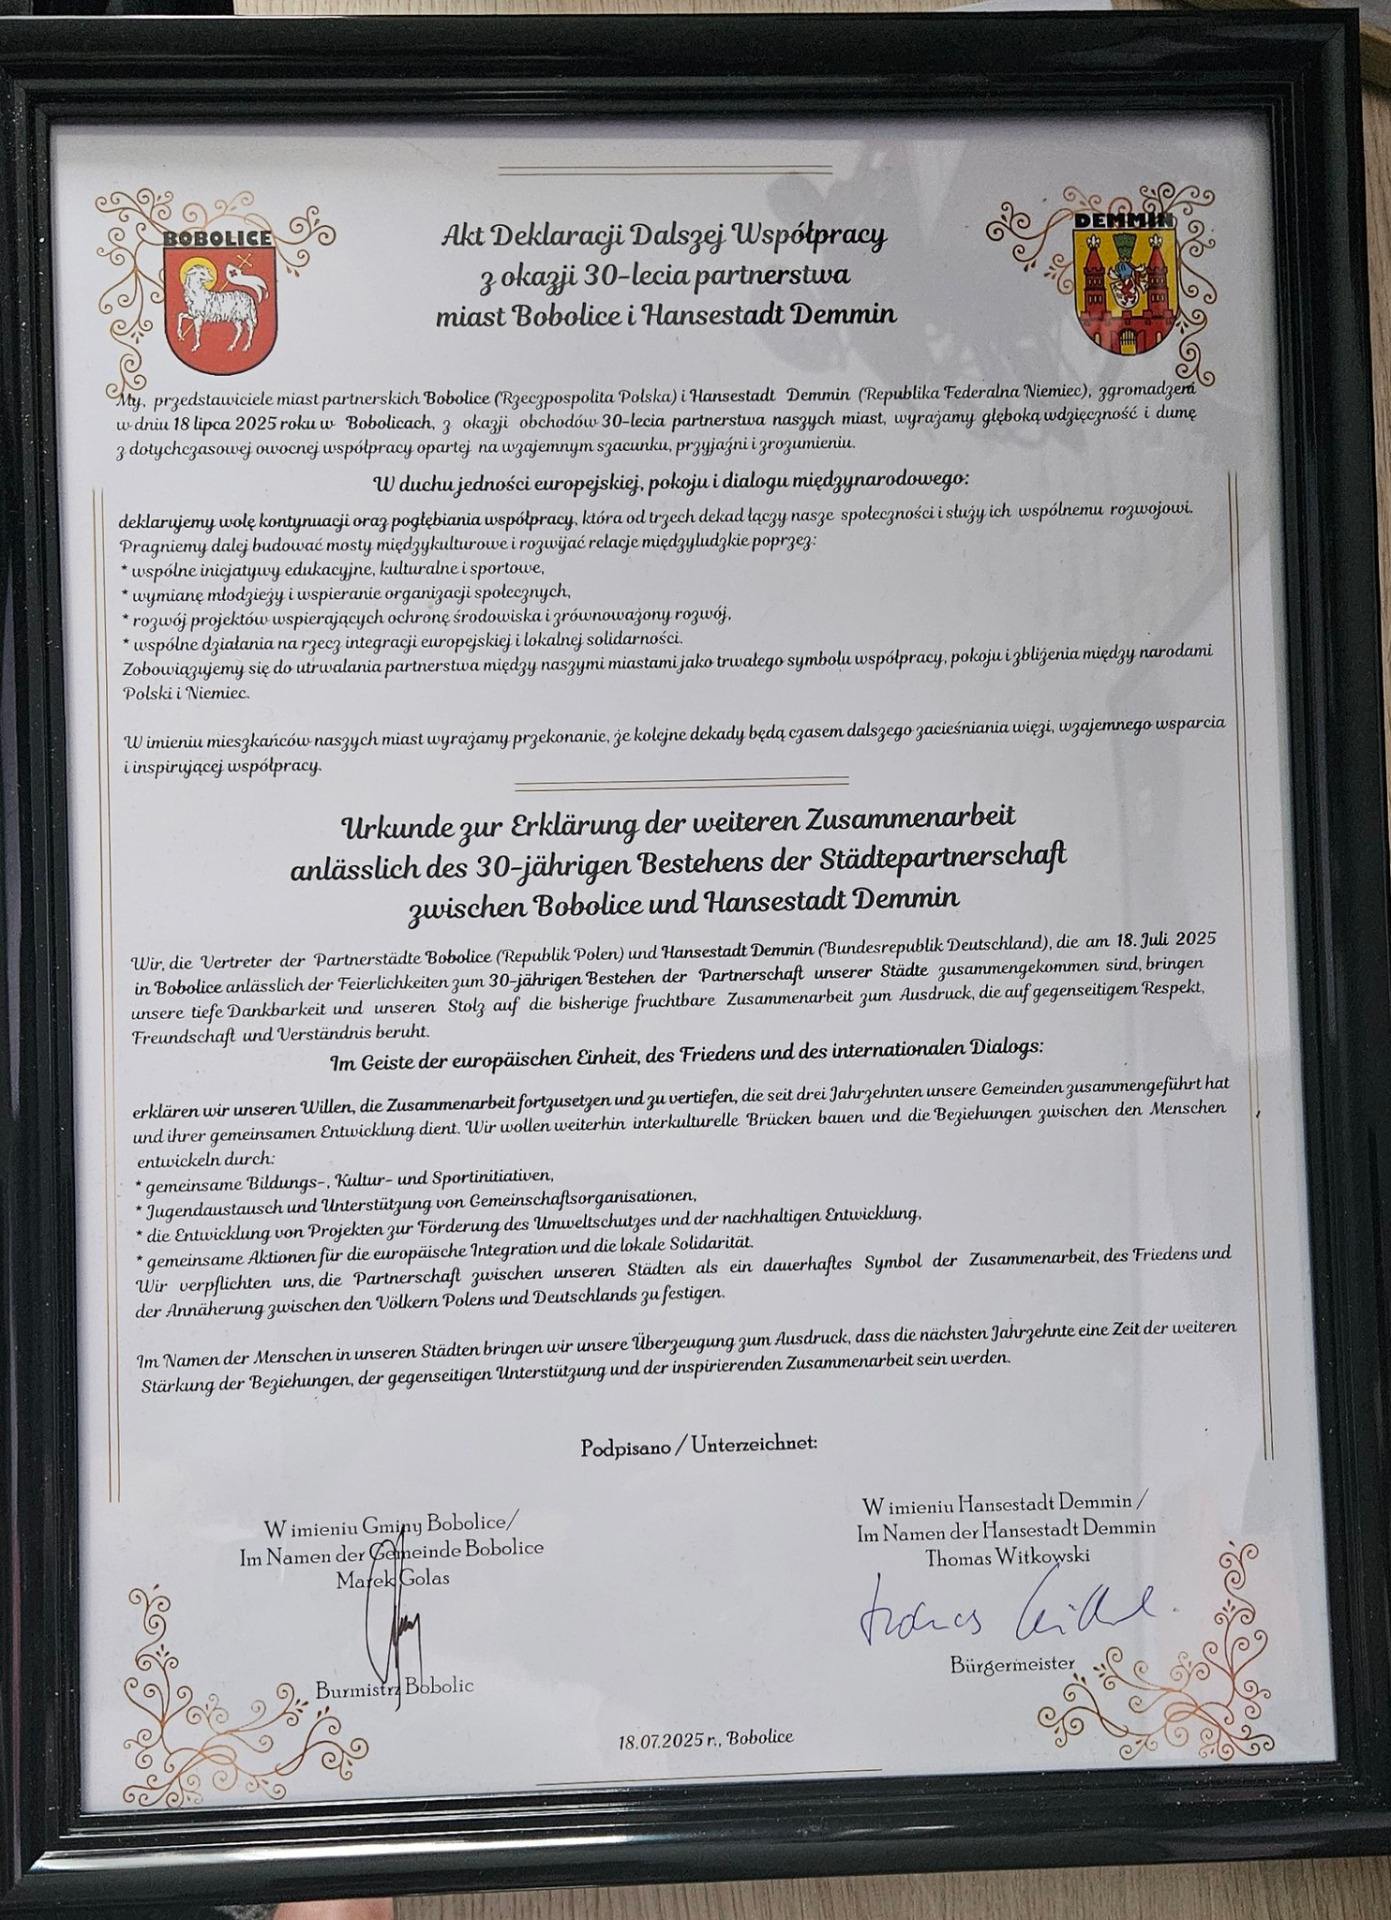 BOBOLICE
DEMMIN
Akt Deklaracji Dalszej Współpracy
z okazji 30-lecia partnerstwa
miast Bobolice i Hansestadt Demmin
My, przedstawiciele miast partnerskich Bobolice (Rzeczpospolita Polska) i Hansestadt Demmin (Republika Federalna Niemiec), zgromadzeni
w dniu 18 lipca 2025 roku w Bobolicach, z okazji obchodów 30-lecia partnerstwa naszych miast, wyrażamy głęboką wdzięczność i dumę
z dotychczasowej owocnej współpracy opartej na wzajemnym szacunku, przyjaźni i zrozumieniu.
W duchu jedności europejskiej, pokoju i dialogu międzynarodowego:
deklarujemy wolę kontynuacji oraz pogłębiania współpracy, która od trzech dekad łączy nasze społeczności i służy ich wspólnemu rozwojowi.
Pragniemy dalej budować mosty międzykulturowe i rozwijać relacje międzyludzkie poprzez:
* wspólne inicjatywy edukacyjne, kulturalne i sportowe,
* wymianę młodzieży i wspieranie organizacji społecznych,
* rozwój projektów wspierających ochronę środowiska i zrównoważony rozwój,
* wspólne działania na rzecz integracji europejskiej i lokalnej solidarności.
Zobowiązujemy się do utrwalania partnerstwa między naszymi miastami jako trwałego symbolu współpracy, pokoju i zbliżenia między narodami
Polski i Niemiec.
W imieniu mieszkańców naszych miast wyrażamy przekonanie, że kolejne dekady będą czasem dalszego zacieśniania więzi, wzajemnego wsparcia
i inspirującej współpracy.
Urkunde zur Erklärung der weiteren Zusammenarbeit
anlässlich des 30-jährigen Bestehens der Städtepartnerschaft
zwischen Bobolice und Hansestadt Demmin
Wir, die Vertreter der Partnerstädte Bobolice (Republik Polen) und Hansestadt Demmin (Bundesrepublik Deutschland), die am 18. Juli 2025
in Bobolice anlässlich der Feierlichkeiten zum 30-jährigen Bestehen der Partnerschaft unserer Städte zusammengekommen sind, bringen
unsere tiefe Dankbarkeit und unseren Stolz auf die bisherige fruchtbare Zusammenarbeit zum Ausdruck, die auf gegenseitigem Respekt,
Freundschaft und Verständnis beruht.
Im Geiste der europäischen Einheit, des Friedens und des internationalen Dialogs:
erklären wir unseren Willen, die Zusammenarbeit fortzusetzen und zu vertiefen, die seit drei Jahrzehnten unsere Gemeinden zusammengeführt hat
und ihrer gemeinsamen Entwicklung dient. Wir wollen weiterhin interkulturelle Brücken bauen und die Beziehungen zwischen den Menschen
entwickeln durch:
* gemeinsame Bildungs-, Kultur- und Sportinitiativen,
* Jugendaustausch und Unterstützung von Gemeinschaftsorganisationen,
* die Entwicklung von Projekten zur Förderung des Umweltschutzes und der nachhaltigen Entwicklung,
* gemeinsame Aktionen für die europäische Integration und die lokale Solidarität.
Wir verpflichten uns, die Partnerschaft zwischen unseren Städten als ein dauerhaftes Symbol der Zusammenarbeit, des Friedens und
der Annäherung zwischen den Völkern Polens und Deutschlands zu festigen.
Im Namen der Menschen in unseren Städten bringen wir unsere Überzeugung zum Ausdruck, dass die nächsten Jahrzehnte eine Zeit der weiteren
Stärkung der Beziehungen, der gegenseitigen Unterstützung und der inspirierenden Zusammenarbeit sein werden.
Podpisano / Unterzeichnet:
W imieniu Gminy Bobolice/
Im Namen der Gemeinde Bobolice
Marek Golas
Burmistrz Bobolic
W imieniu Hansestadt Demmin /
Im Namen der Hansestadt Demmin
Thomas Witkowski
Bürgermeister
18.07.2025 r., Bobolice